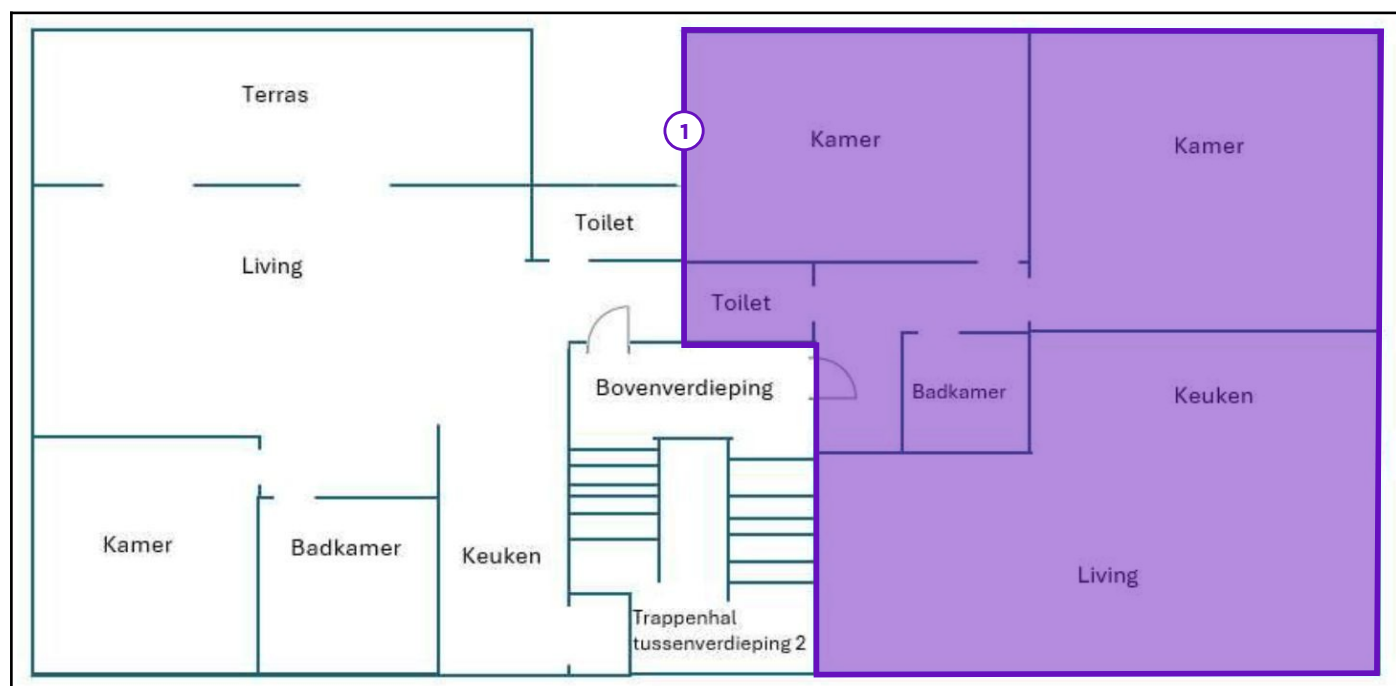 Terras
1
Kamer
Kamer
Toilet
Living
Toilet
Bovenverdieping
Badkamer
Keuken
Kamer
Badkamer
Keuken
Living
Trappenhal
tussenverdieping 2